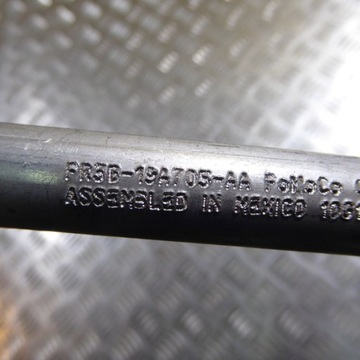 FR3B-19A705-AA FoMoCo
ASSEMBLED IN MEXICO